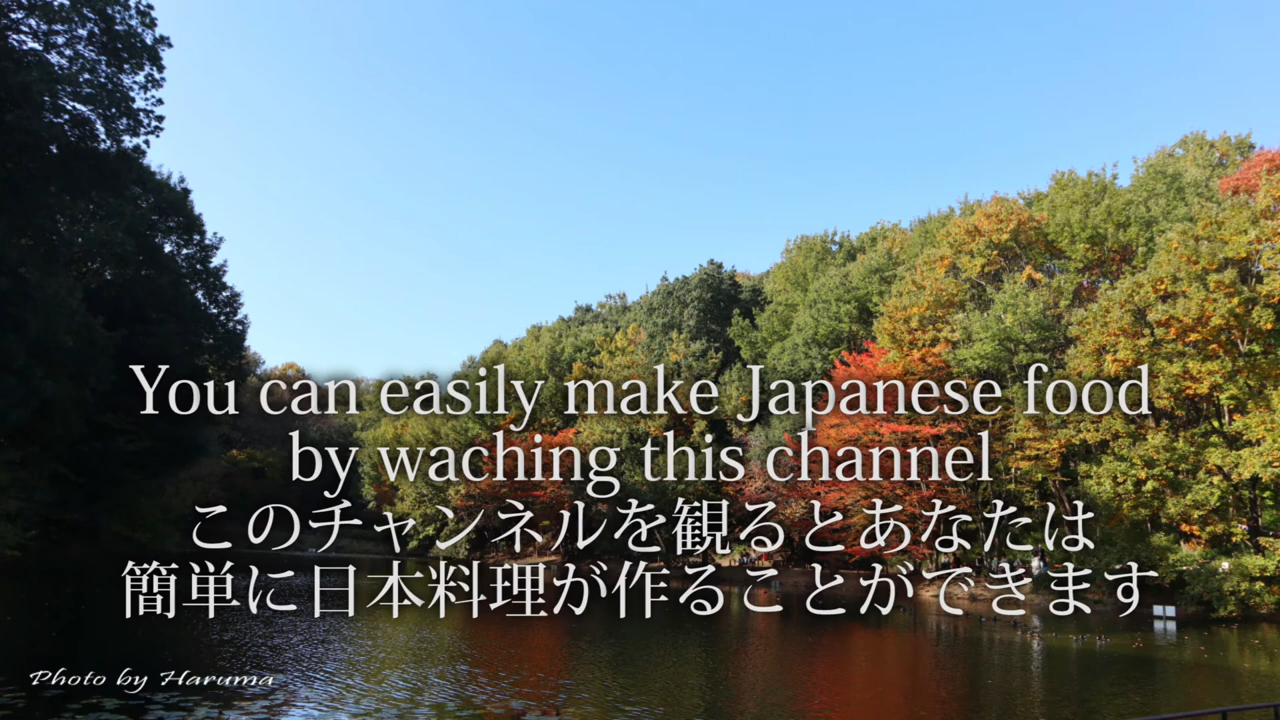 You can easily make Japanese food
by waching this channel
このチャンネルを観るとあなたは
簡単に日本料理が作ることができます
Photo by Haruma